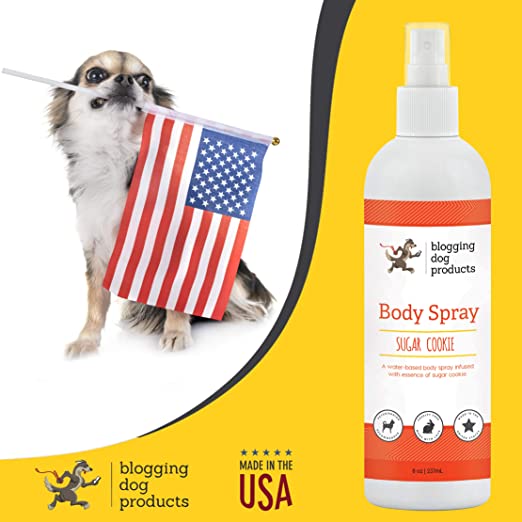 blogging
dog
products
Body Spray
SUGAR COOKIE
A water-based body spray infused
with essence of sugar cookie
8 oz | 237mL
blogging
dog
products
MADE IN THE
USA